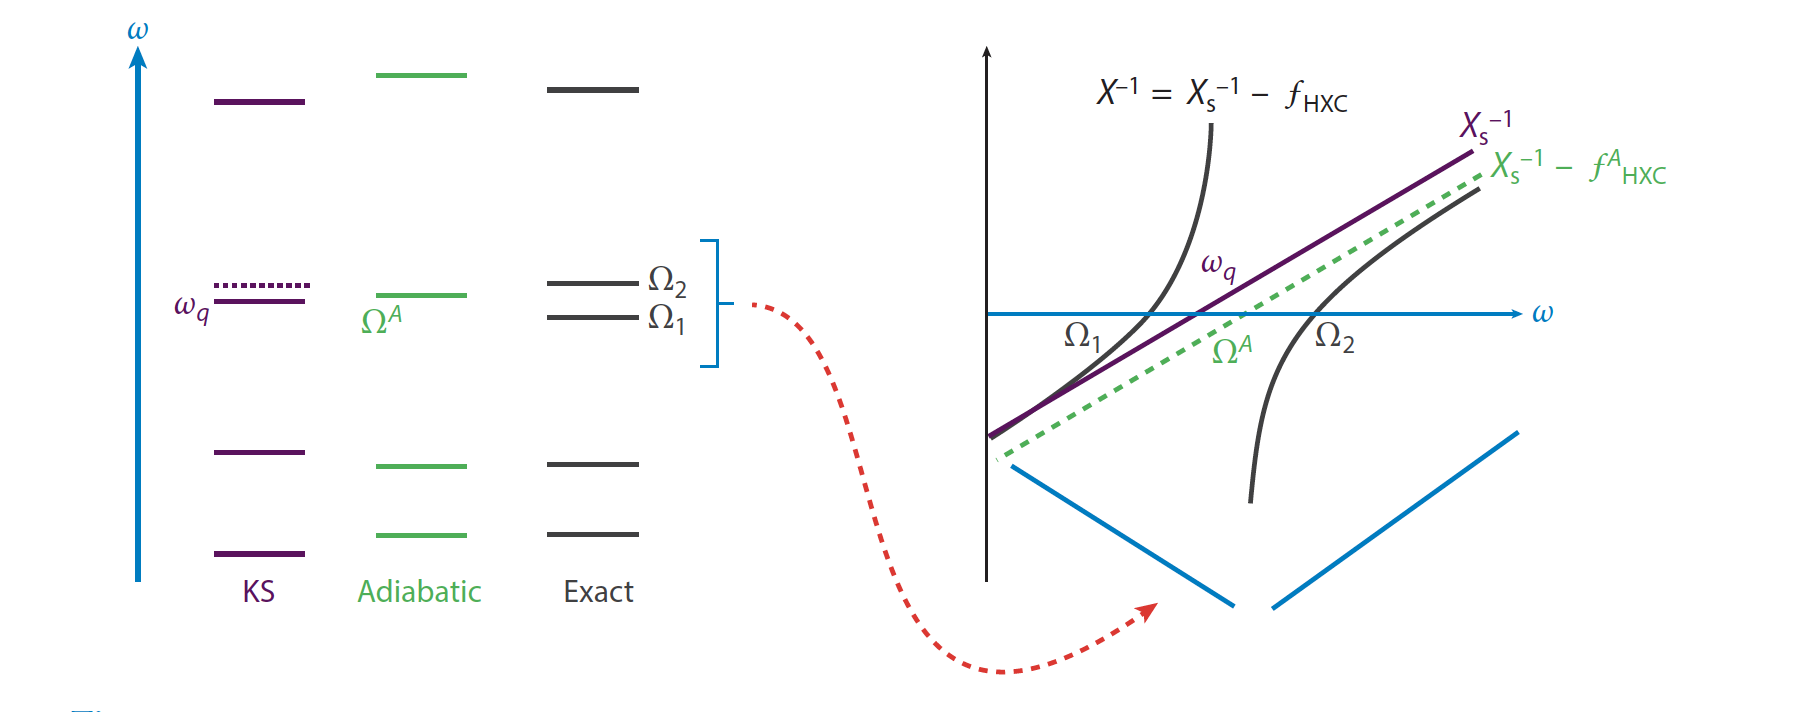 ω
ω_q
Ω^A
Ω₂
Ω₁
KS
Adiabatic
Exact
X⁻¹ = Xₛ⁻¹ – f_HXC
Xₛ⁻¹
Xₛ⁻¹ – f^A_HXC
ω_q
ω
Ω₁
Ω^A
Ω₂